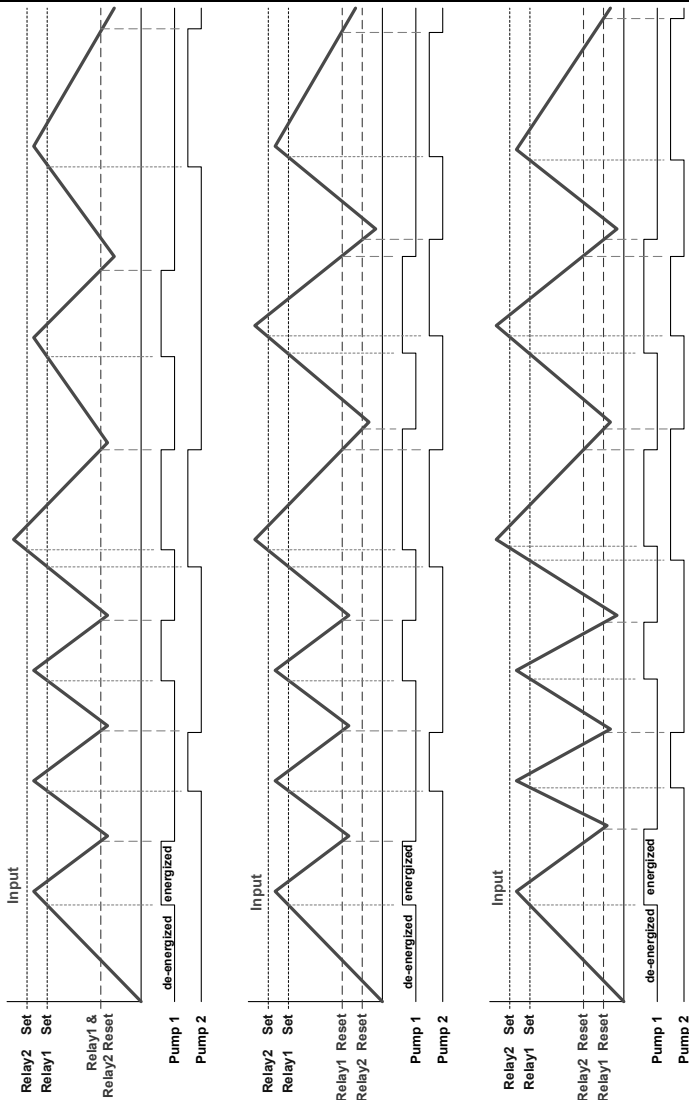 Input
Relay2 Set
Relay1 Set
Relay1 &
Relay2 Reset
de-energized
energized
Pump 1
Pump 2
Input
Relay2 Set
Relay1 Set
Relay1 Reset
Relay2 Reset
de-energized
energized
Pump 1
Pump 2
Input
Relay2 Set
Relay1 Set
Relay2 Reset
Relay1 Reset
de-energized
energized
Pump 1
Pump 2